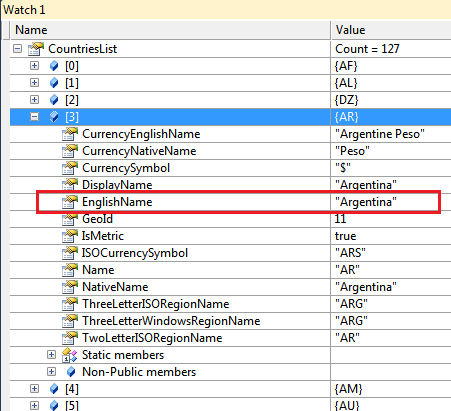 Watch 1
Name Value
CountriesList Count = 127
[0] {AF}
[1] {AL}
[2] {DZ}
[3] {AR}
CurrencyEnglishName "Argentine Peso"
CurrencyNativeName "Peso"
CurrencySymbol "$"
DisplayName "Argentina"
EnglishName "Argentina"
GeoId 11
IsMetric true
ISOCurrencySymbol "ARS"
Name "AR"
NativeName "Argentina"
ThreeLetterISORegionName "ARG"
ThreeLetterWindowsRegionName "ARG"
TwoLetterISORegionName "AR"
Static members
Non-Public members
[4] {AM}
[5] {AU}